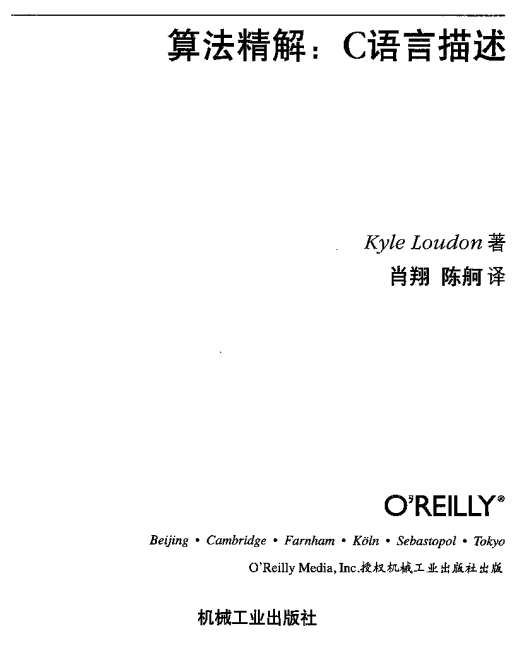 算法精解：C语言描述
Kyle Loudon 著
肖翔 陈舸 译
O'REILLY®
Beijing • Cambridge • Farnham • Köln • Sebastopol • Tokyo
O'Reilly Media, Inc.授权机械工业出版社出版
机械工业出版社